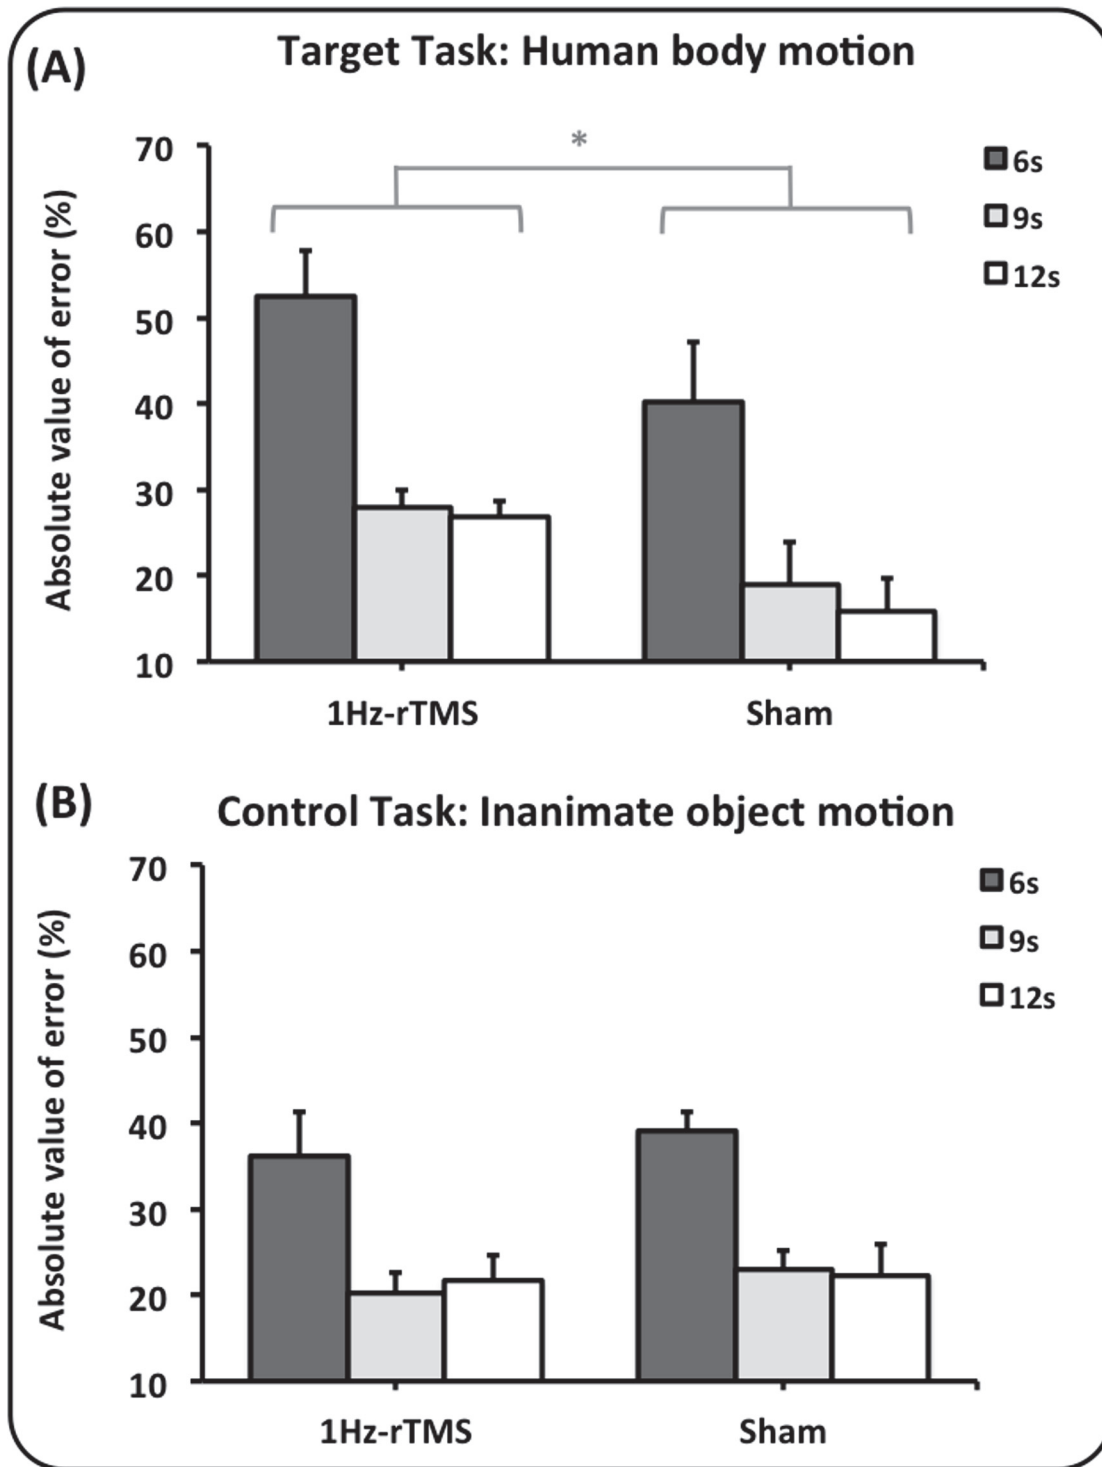 (A)
Target Task: Human body motion
Absolute value of error (%)
70
60
50
40
30
20
10
*
6s
9s
12s
1Hz-rTMS
Sham
(B)
Control Task: Inanimate object motion
Absolute value of error (%)
70
60
50
40
30
20
10
6s
9s
12s
1Hz-rTMS
Sham